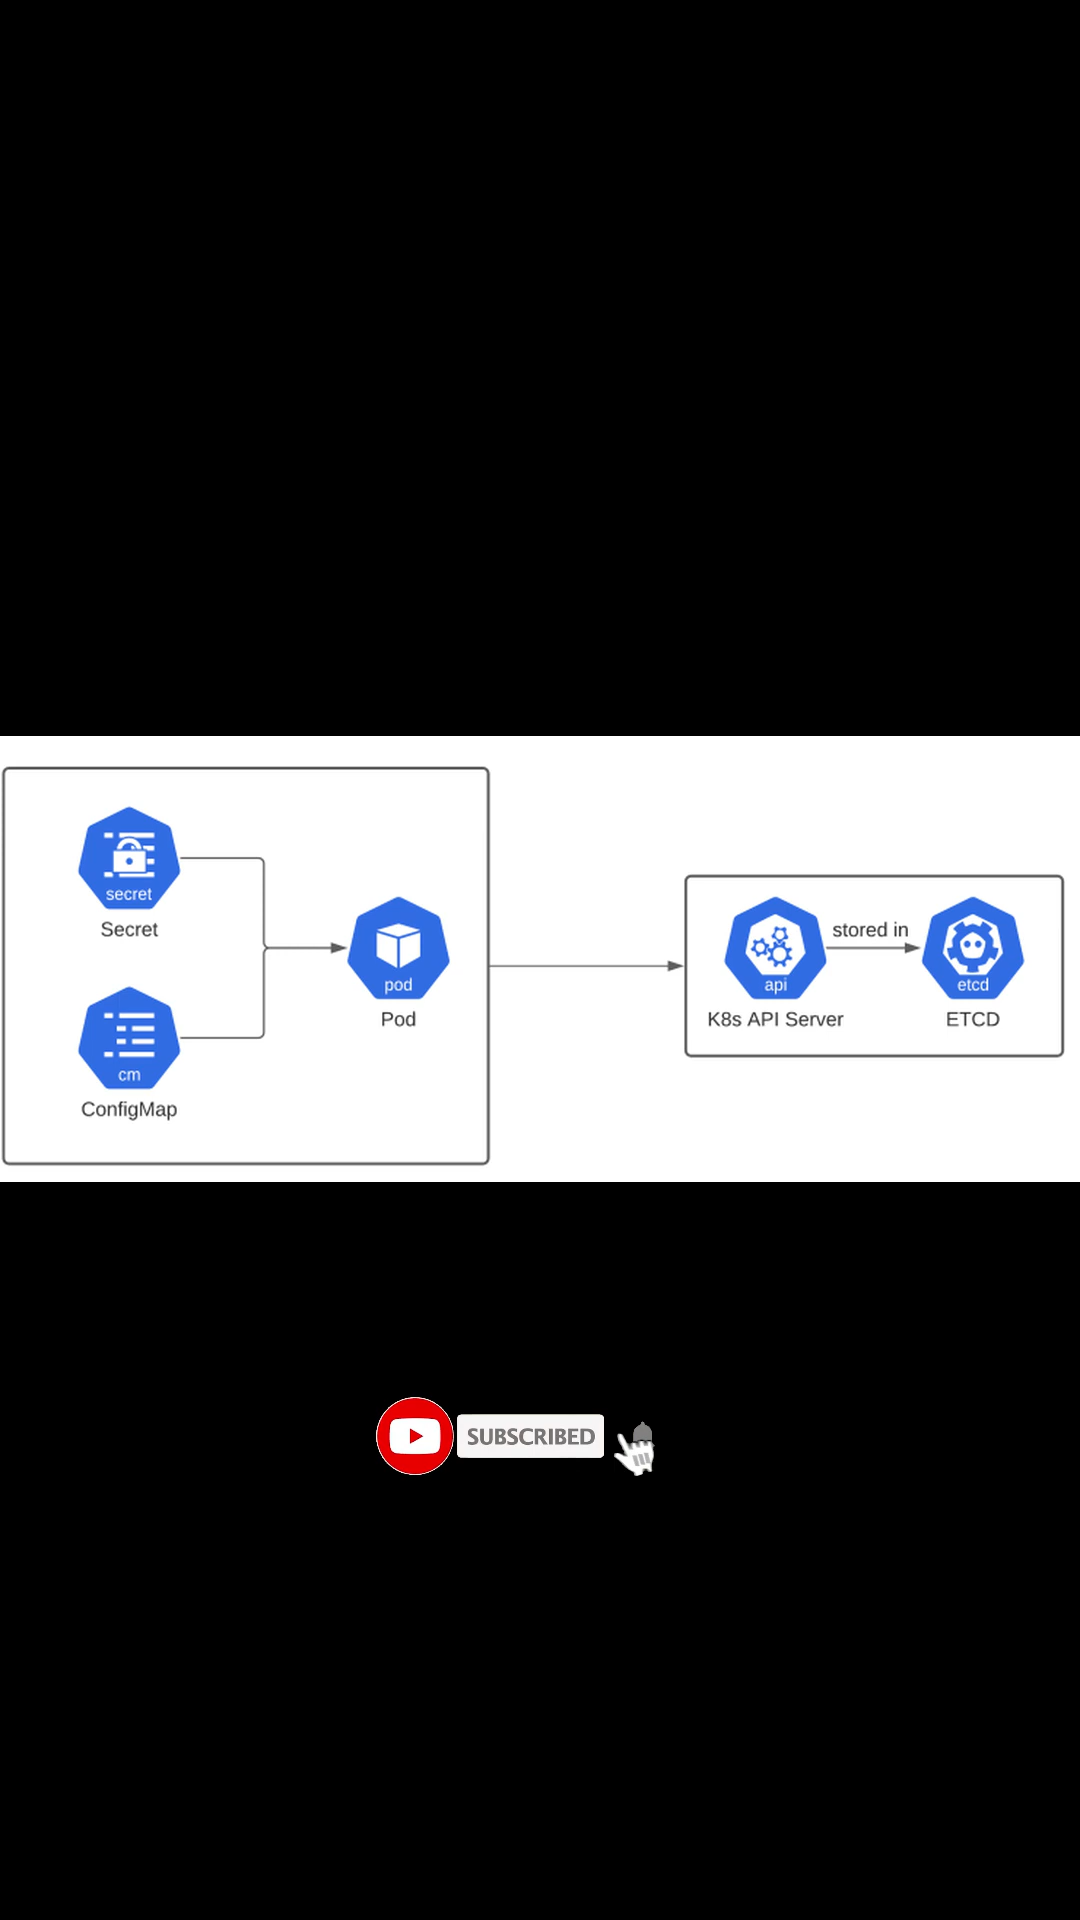 secret
Secret
cm
ConfigMap
pod
Pod
api
K8s API Server
stored in
etcd
ETCD
SUBSCRIBED